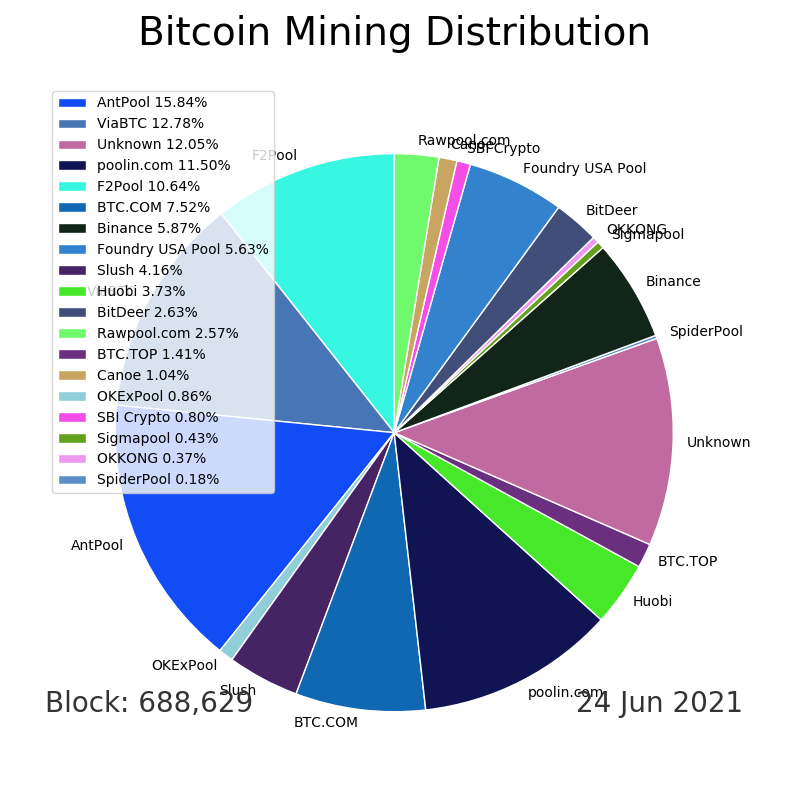 Bitcoin Mining Distribution
AntPool 15.84%
ViaBTC 12.78%
Unknown 12.05%
poolin.com 11.50%
F2Pool 10.64%
BTC.COM 7.52%
Binance 5.87%
Foundry USA Pool 5.63%
Slush 4.16%
Huobi 3.73%
BitDeer 2.63%
Rawpool.com 2.57%
BTC.TOP 1.41%
Canoe 1.04%
OKExPool 0.86%
SBI Crypto 0.80%
Sigmapool 0.43%
OKKONG 0.37%
SpiderPool 0.18%
F2Pool
Rawpool.com
Canoe
SBI Crypto
Foundry USA Pool
BitDeer
OKKONG
Sigmapool
Binance
SpiderPool
Unknown
BTC.TOP
Huobi
poolin.com
BTC.COM
Slush
OKExPool
AntPool
ViaBTC
Block: 688,629
24 Jun 2021